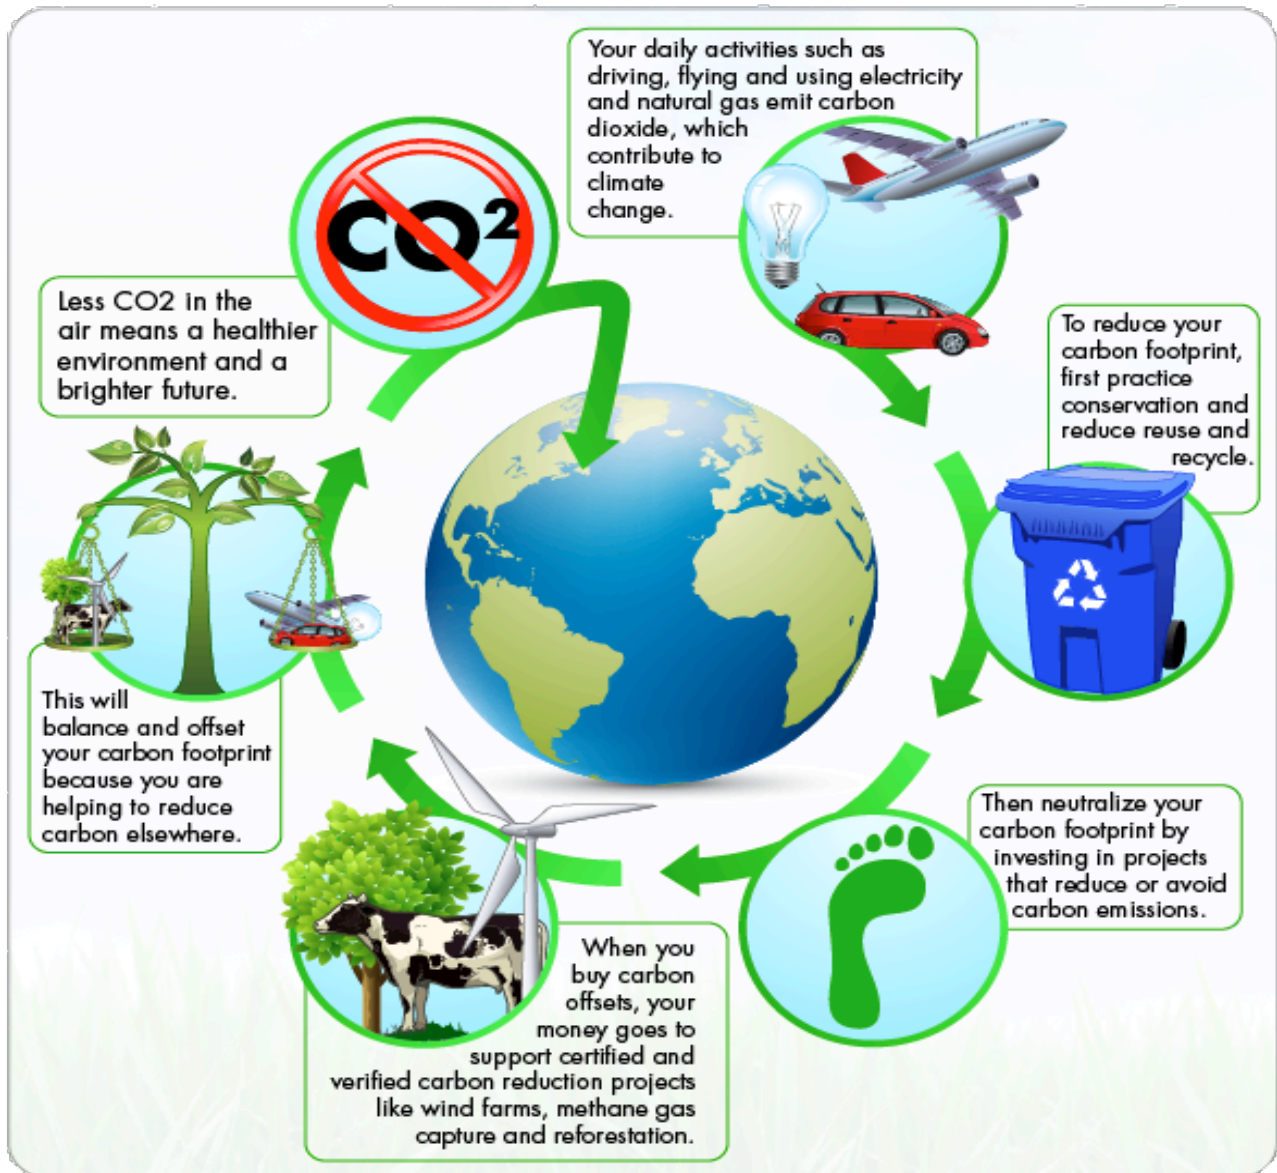 Your daily activities such as
driving, flying and using electricity
and natural gas emit carbon
dioxide, which
contribute to
climate
change.
To reduce your
carbon footprint,
first practice
conservation and
reduce reuse and
recycle.
Then neutralize your
carbon footprint by
investing in projects
that reduce or avoid
carbon emissions.
When you
buy carbon
offsets, your
money goes to
support certified and
verified carbon reduction projects
like wind farms, methane gas
capture and reforestation.
This will
balance and offset
your carbon footprint
because you are
helping to reduce
carbon elsewhere.
Less CO2 in the
air means a healthier
environment and a
brighter future.
CO²